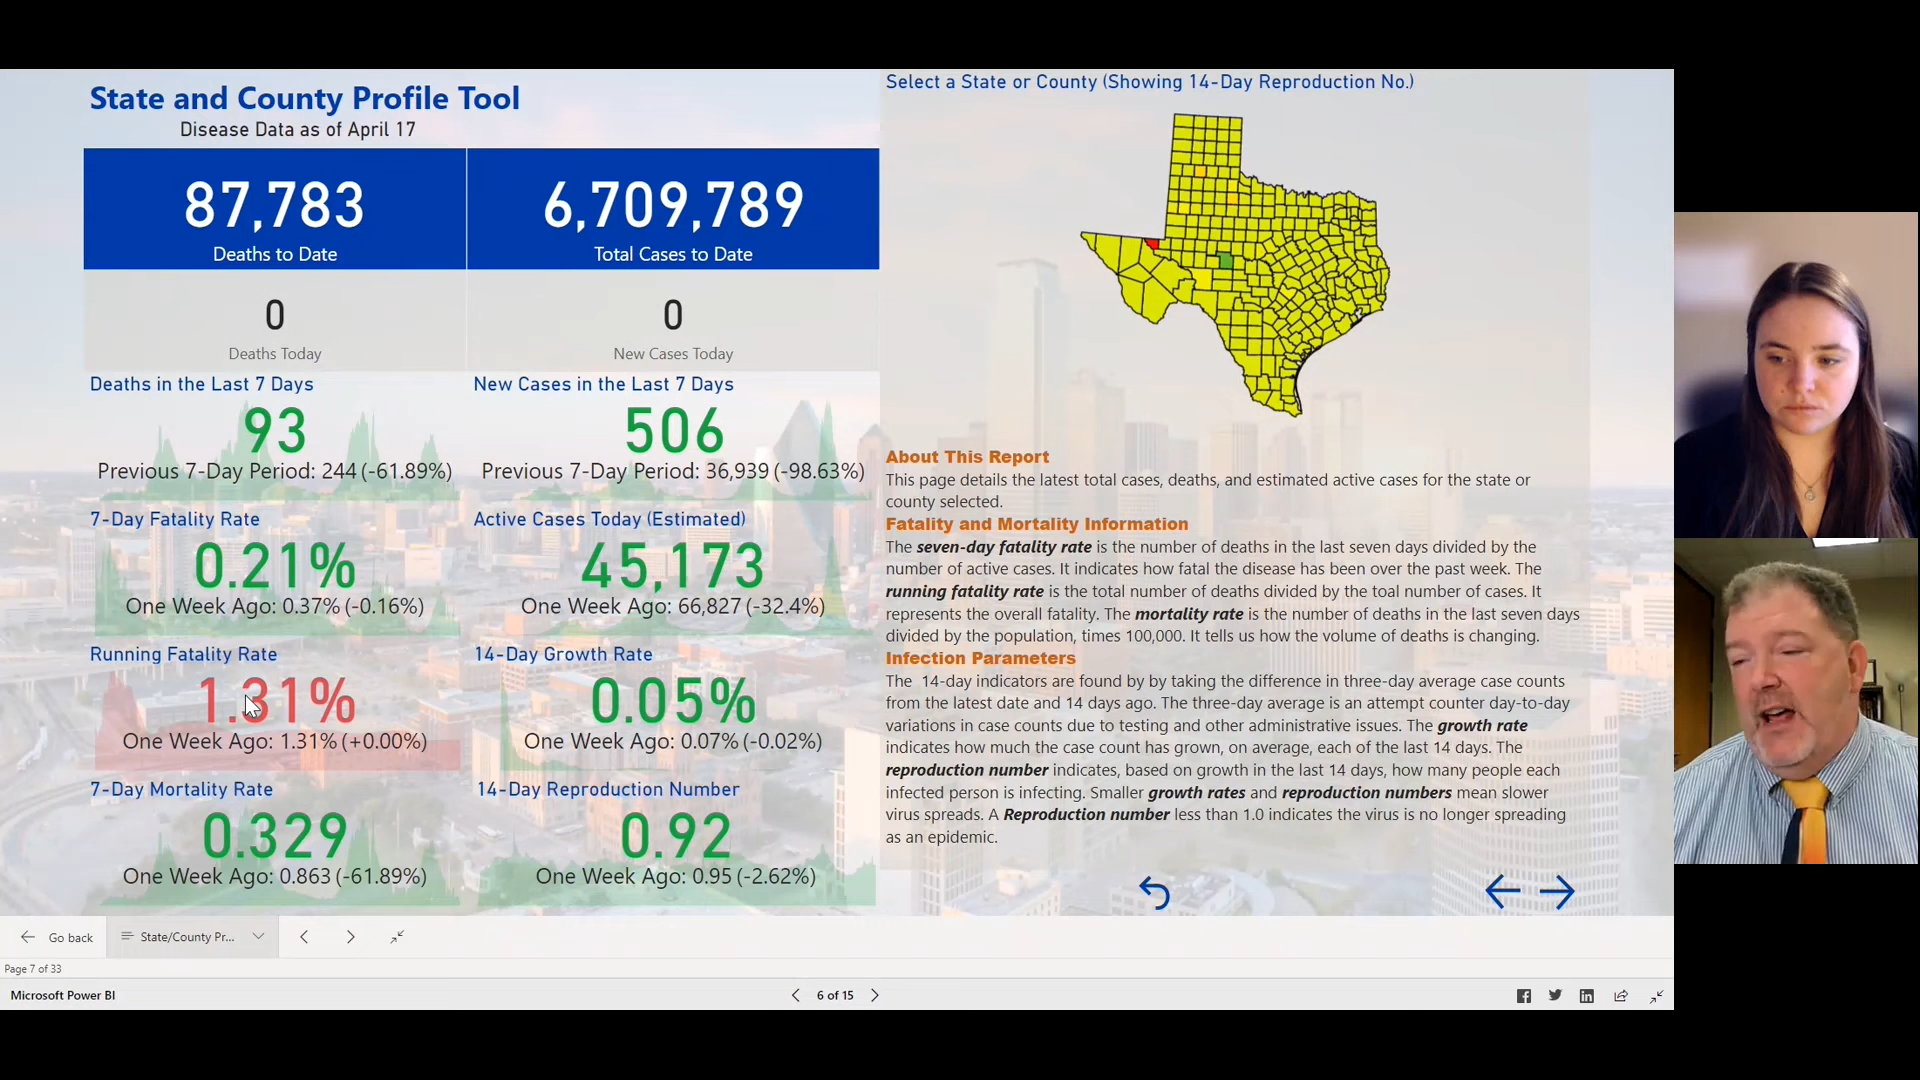 State and County Profile Tool
Disease Data as of April 17
87,783
Deaths to Date
6,709,789
Total Cases to Date
0
Deaths Today
0
New Cases Today
Deaths in the Last 7 Days
93
Previous 7-Day Period: 244 (-61.89%)
New Cases in the Last 7 Days
506
Previous 7-Day Period: 36,939 (-98.63%)
7-Day Fatality Rate
0.21%
One Week Ago: 0.37% (-0.16%)
Active Cases Today (Estimated)
45,173
One Week Ago: 66,827 (-32.4%)
Running Fatality Rate
1.31%
One Week Ago: 1.31% (+0.00%)
14-Day Growth Rate
0.05%
One Week Ago: 0.07% (-0.02%)
7-Day Mortality Rate
0.329
One Week Ago: 0.863 (-61.89%)
14-Day Reproduction Number
0.92
One Week Ago: 0.95 (-2.62%)
Select a State or County (Showing 14-Day Reproduction No.)
About This Report
This page details the latest total cases, deaths, and estimated active cases for the state or
county selected.
Fatality and Mortality Information
The seven-day fatality rate is the number of deaths in the last seven days divided by the
number of active cases. It indicates how fatal the disease has been over the past week. The
running fatality rate is the total number of deaths divided by the toal number of cases. It
represents the overall fatality. The mortality rate is the number of deaths in the last seven days
divided by the population, times 100,000. It tells us how the volume of deaths is changing.
Infection Parameters
The 14-day indicators are found by by taking the difference in three-day average case counts
from the latest date and 14 days ago. The three-day average is an attempt counter day-to-day
variations in case counts due to testing and other administrative issues. The growth rate
indicates how much the case count has grown, on average, each of the last 14 days. The
reproduction number indicates, based on growth in the last 14 days, how many people each
infected person is infecting. Smaller growth rates and reproduction numbers mean slower
virus spreads. A Reproduction number less than 1.0 indicates the virus is no longer spreading
as an epidemic.
Go back
State/County Pr...
Page 7 of 33
Microsoft Power BI
6 of 15